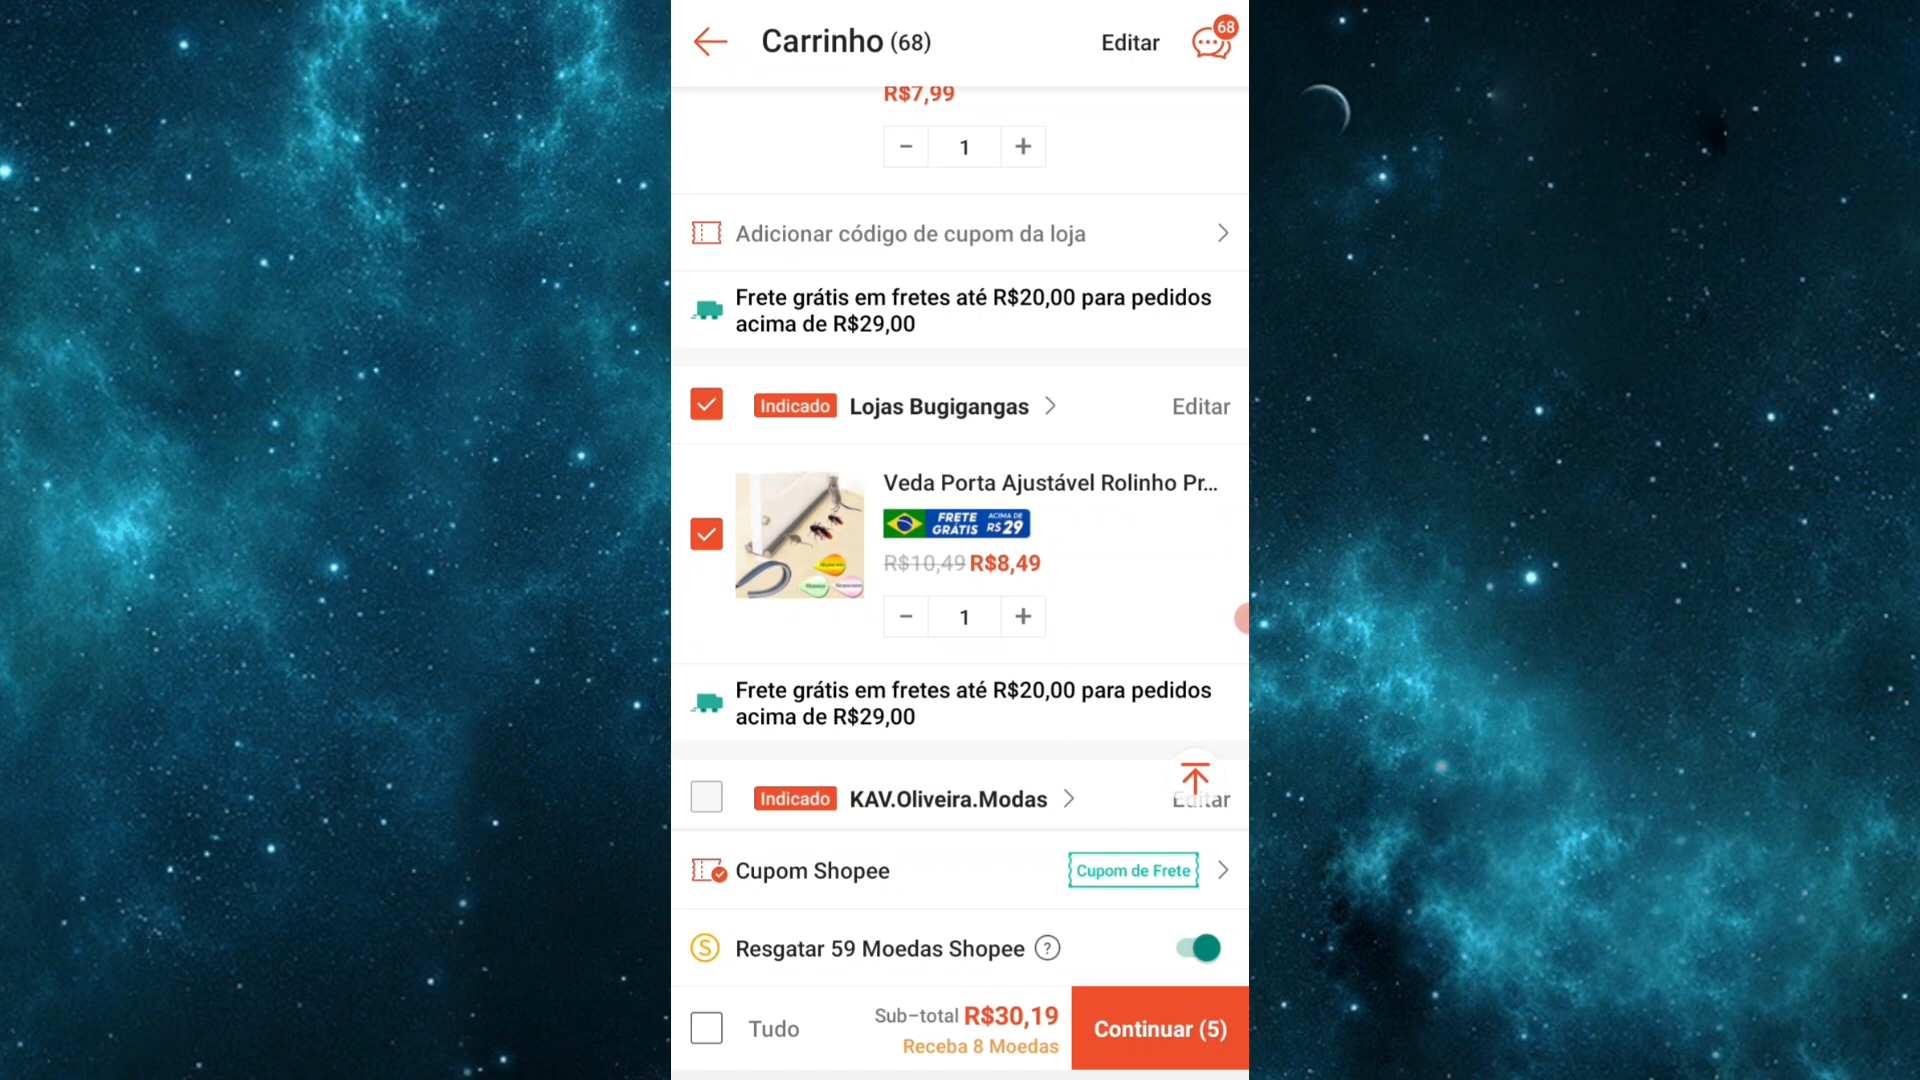 Carrinho (68)
Editar
68
R$7,99
1
Adicionar código de cupom da loja
Frete grátis em fretes até R$20,00 para pedidos
acima de R$29,00
Indicado Lojas Bugigangas
Editar
Veda Porta Ajustável Rolinho Pr...
FRETE GRÁTIS ACIMA DE R$29
R$10,49 R$8,49
1
Frete grátis em fretes até R$20,00 para pedidos
acima de R$29,00
Indicado KAV.Oliveira.Modas
Editar
Cupom Shopee
Cupom de Frete
Resgatar 59 Moedas Shopee ?
Tudo
Sub-total R$30,19
Receba 8 Moedas
Continuar (5)